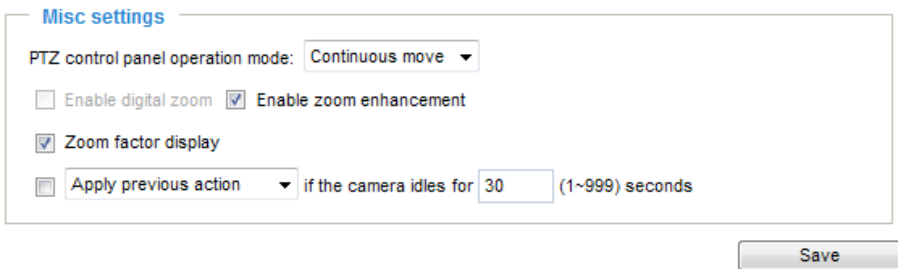 Misc settings
PTZ control panel operation mode: Continuous move
Enable digital zoom Enable zoom enhancement
Zoom factor display
Apply previous action if the camera idles for 30 (1~999) seconds
Save